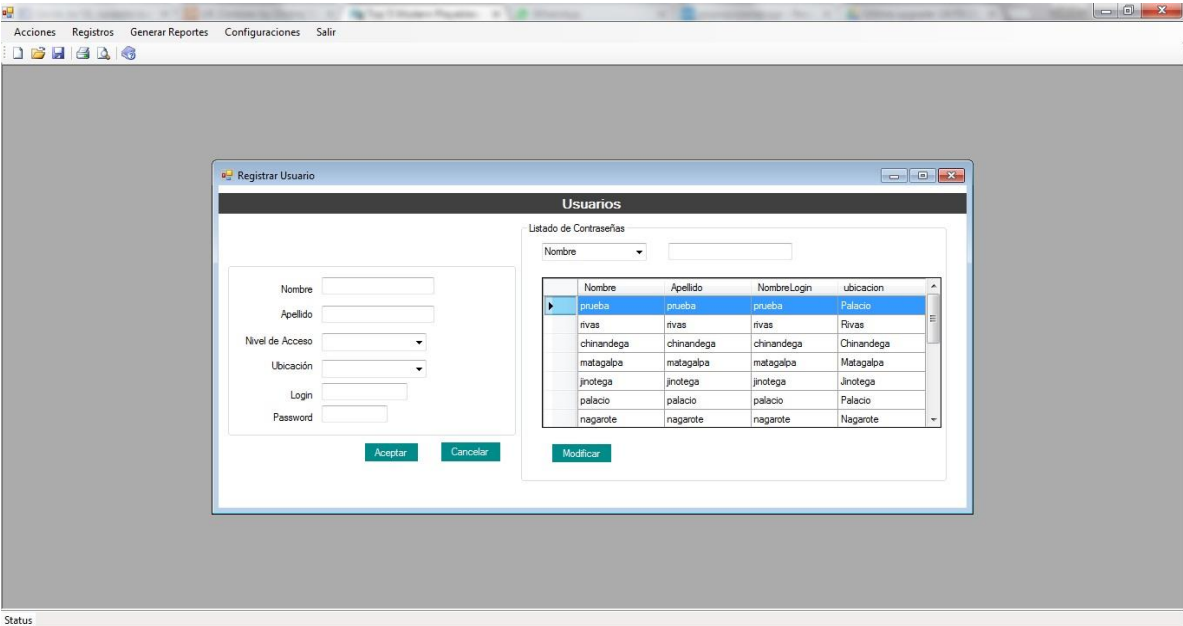 Acciones Registros Generar Reportes Configuraciones Salir
Registrar Usuario
Usuarios
Listado de Contraseñas
Nombre
Nombre
Apellido
Nivel de Acceso
Ubicación
Login
Password
Aceptar Cancelar
Nombre Apellido NombreLogin ubicacion
prueba prueba prueba Palacio
rivas rivas rivas Rivas
chinandega chinandega chinandega Chinandega
matagalpa matagalpa matagalpa Matagalpa
jinotega jinotega jinotega Jinotega
palacio palacio palacio Palacio
nagarote nagarote nagarote Nagarote
Modificar
Status